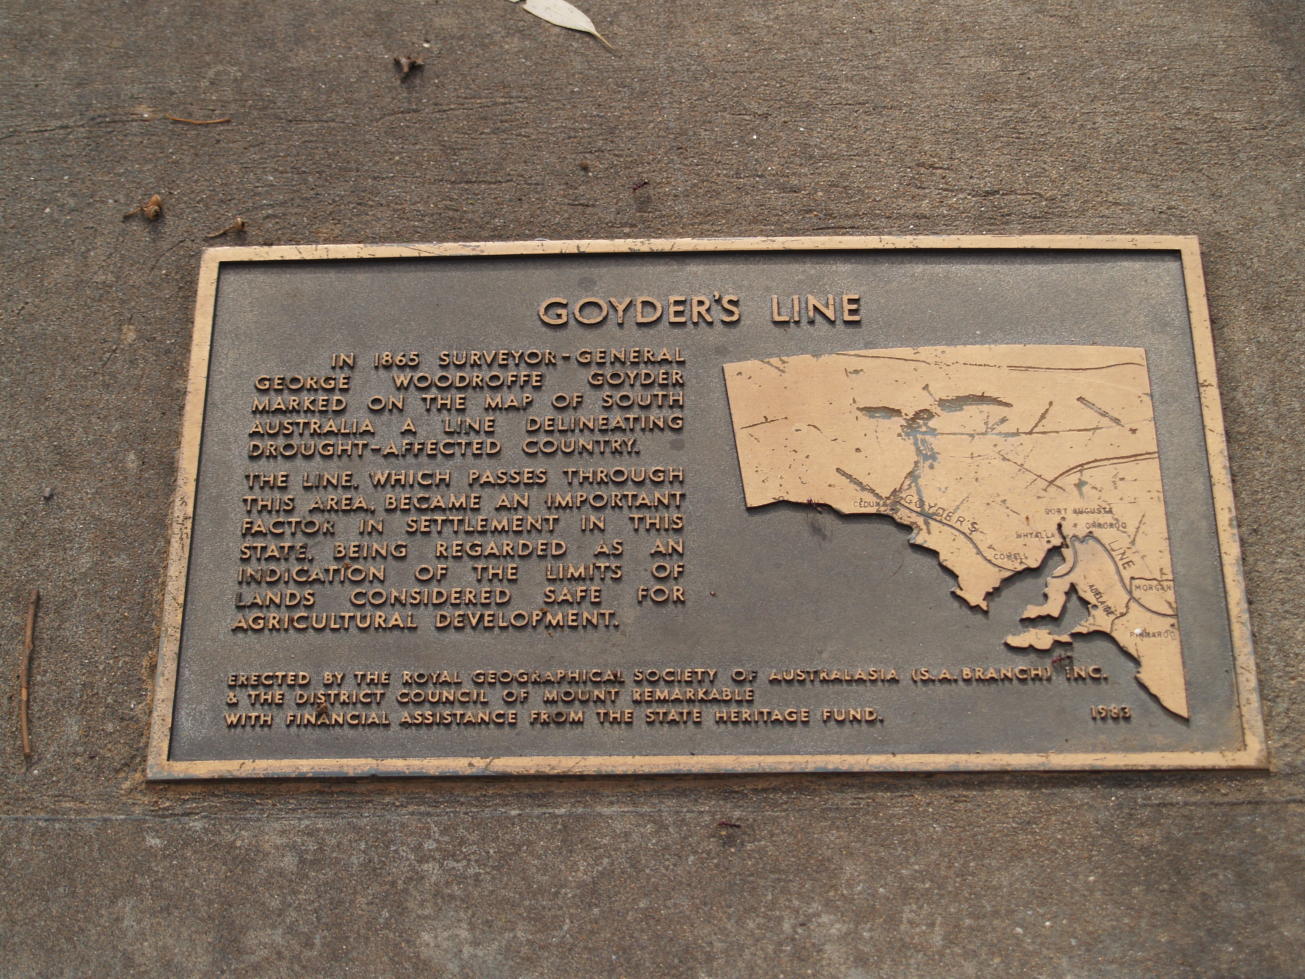 GOYDER'S LINE
IN 1865 SURVEYOR-GENERAL
GEORGE WOODROFFE GOYDER
MARKED ON THE MAP OF SOUTH
AUSTRALIA A LINE DELINEATING
DROUGHT-AFFECTED COUNTRY.
THE LINE, WHICH PASSES THROUGH
THIS AREA, BECAME AN IMPORTANT
FACTOR IN SETTLEMENT IN THIS
STATE, BEING REGARDED AS AN
INDICATION OF THE LIMITS OF
LANDS CONSIDERED SAFE FOR
AGRICULTURAL DEVELOPMENT.
CEDUNA
GOYDER'S
LINE
PORT AUGUSTA
ORROROO
WHYALLA
COWELL
MORGAN
ADELAIDE
PINNAROO
ERECTED BY THE ROYAL GEOGRAPHICAL SOCIETY OF AUSTRALASIA (S.A. BRANCH) INC.
& THE DISTRICT COUNCIL OF MOUNT REMARKABLE
WITH FINANCIAL ASSISTANCE FROM THE STATE HERITAGE FUND.
1983